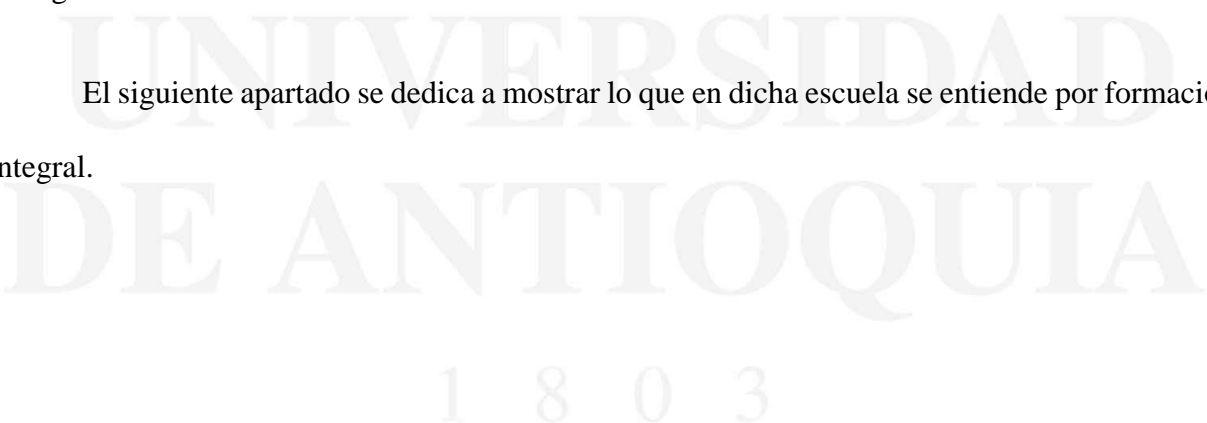 UNIVERSIDAD
El siguiente apartado se dedica a mostrar lo que en dicha escuela se entiende por formació
ntegral.
DE ANTIOQUIA
1 8 0 3